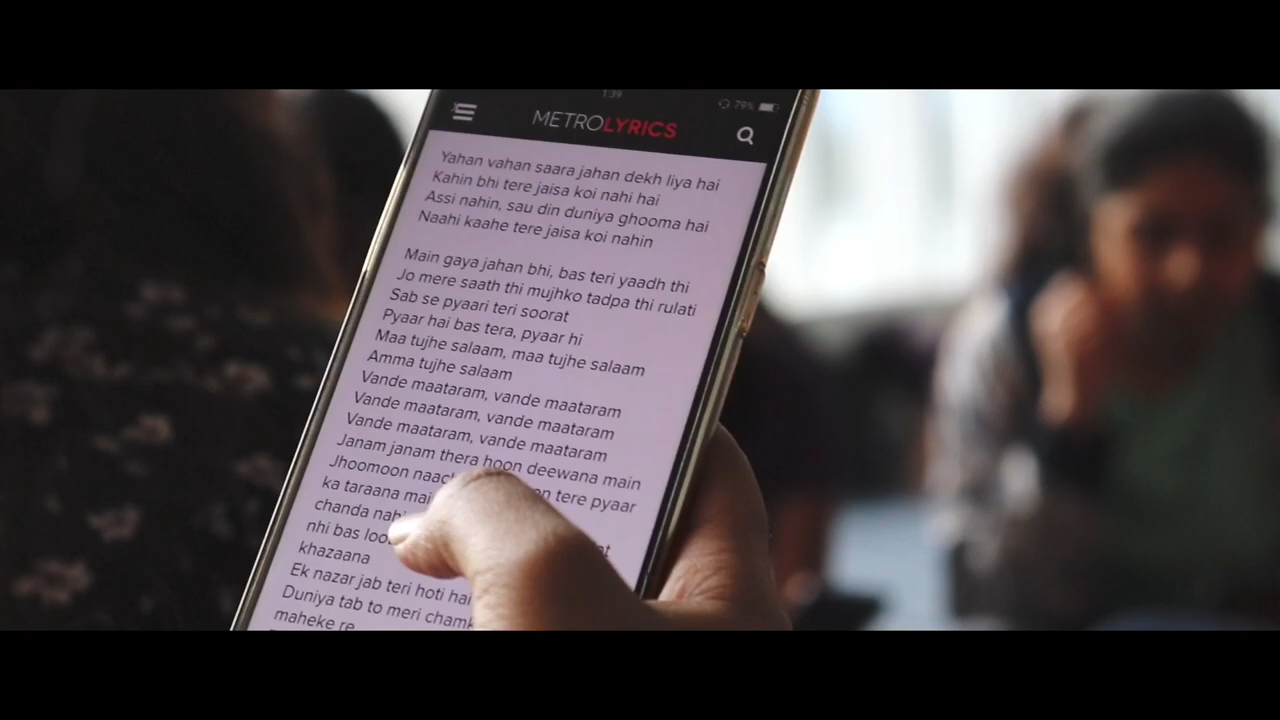 1:39
79%
METROLYRICS
Yahan vahan saara jahan dekh liya hai
Kahin bhi tere jaisa koi nahi hai
Assi nahin, sau din duniya ghooma hai
Naahi kaahe tere jaisa koi nahin
Main gaya jahan bhi, bas teri yaadh thi
Jo mere saath thi mujhko tadpa thi rulati
Sab se pyaari teri soorat
Pyaar hai bas tera, pyaar hi
Maa tujhe salaam, maa tujhe salaam
Amma tujhe salaam
Vande maataram, vande maataram
Vande maataram, vande maataram
Vande maataram, vande maataram
Janam janam thera hoon deewana main
Jhoomoon tere pyaar
ka taraana
chanda
nhi bas
khazaana
Ek nazar jab teri hoti hai
Duniya tab to meri
maheke re